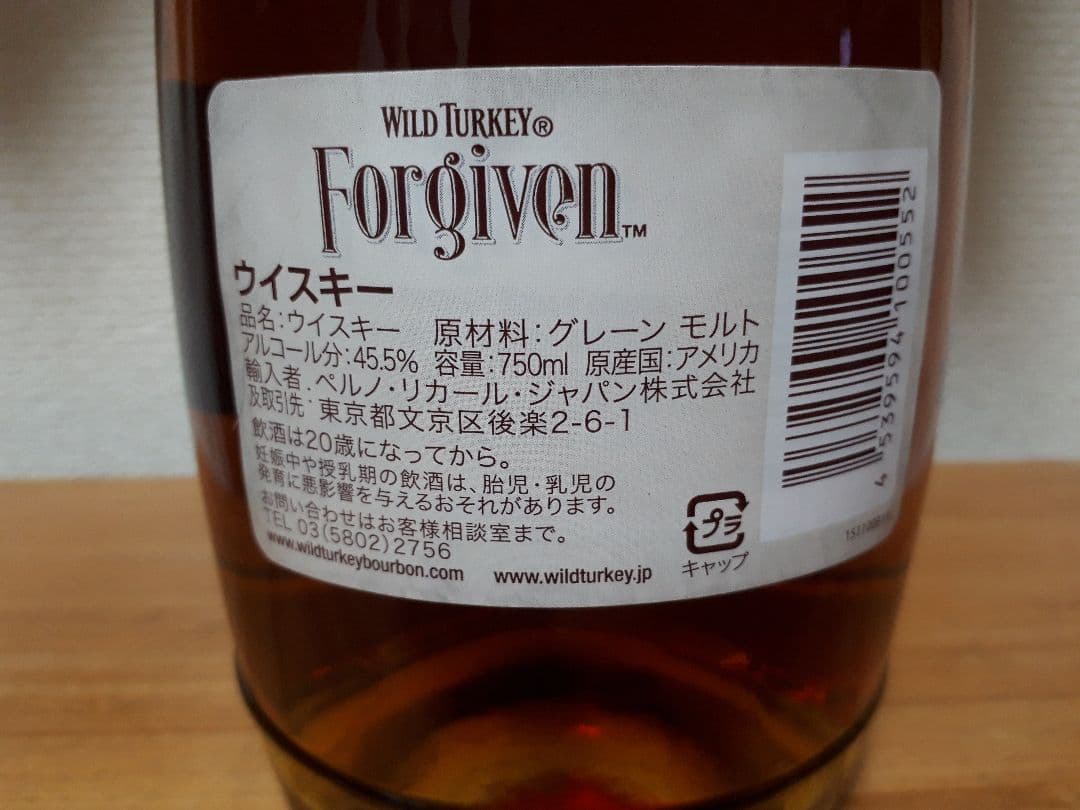 WILD TURKEY®
Forgiven™
ウイスキー
品名:ウイスキー 原材料:グレーン モルト
アルコール分:45.5% 容量:750ml 原産国:アメリカ
輸入者:ペルノ・リカール・ジャパン株式会社
及取引先:東京都文京区後楽2-6-1
飲酒は20歳になってから。
妊娠中や授乳期の飲酒は、胎児・乳児の
発育に悪影響を与えるおそれがあります。
お問い合わせはお客様相談室まで。
TEL 03(5802)2756
www.wildturkeybourbon.com www.wildturkey.jp
プラ
キャップ
4 539594 100552